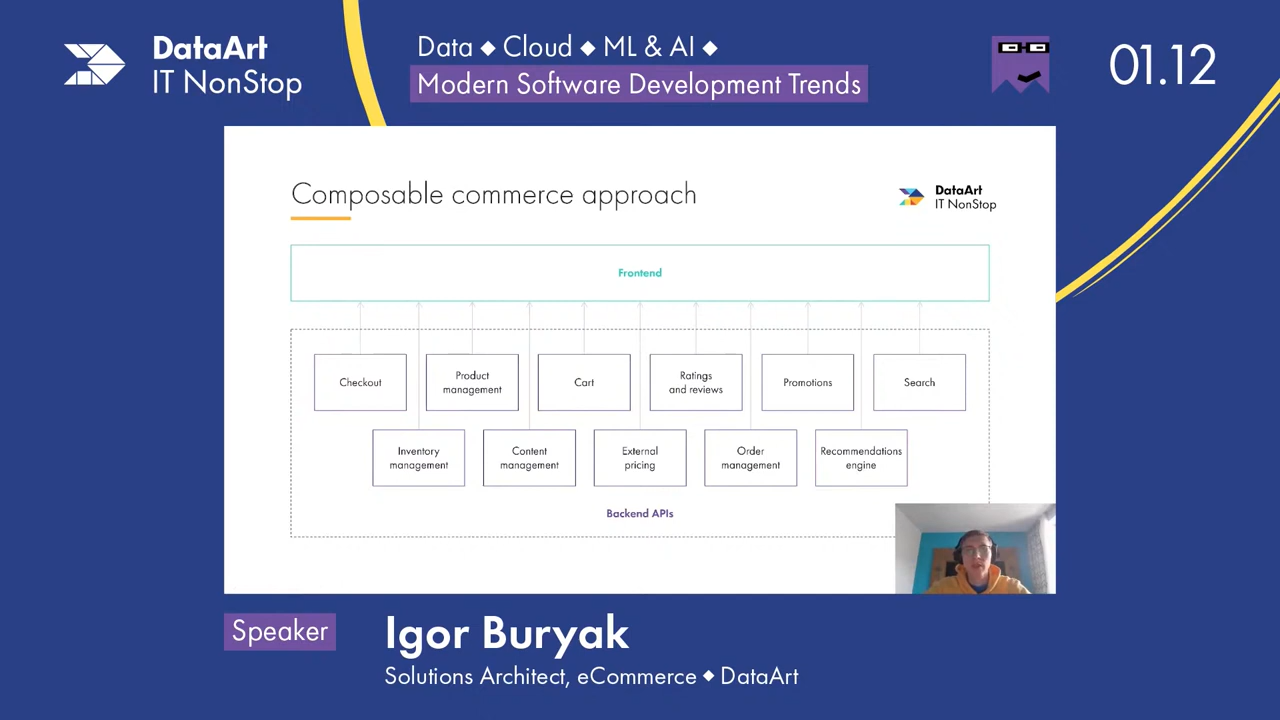 DataArt
IT NonStop
Data ◆ Cloud ◆ ML & AI ◆
Modern Software Development Trends
01.12
Composable commerce approach
DataArt
IT NonStop
Frontend
Checkout
Product
management
Cart
Ratings
and reviews
Promotions
Search
Inventory
management
Content
management
External
pricing
Order
management
Recommendations
engine
Backend APIs
Speaker
Igor Buryak
Solutions Architect, eCommerce ◆ DataArt